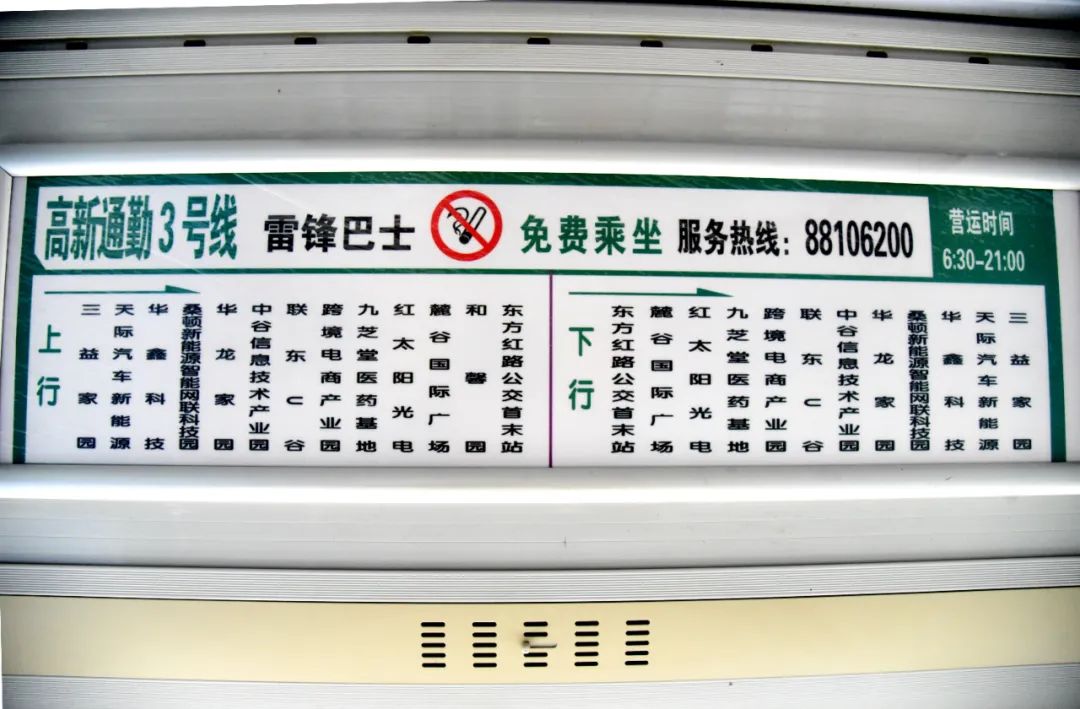 高新通勤3号线
雷锋巴士
免费乘坐
服务热线：88106200
营运时间
6:30-21:00
上行
三益家园
天际汽车新能源
华鑫科技
桑顿新能源智能网联科技园
华龙家园
中谷信息技术产业园
联东U谷
跨境电商产业园
九芝堂医药基地
红太阳光电
麓谷国际广场
和馨园
东方红路公交首末站
下行
东方红路公交首末站
麓谷国际广场
红太阳光电
九芝堂医药基地
跨境电商产业园
联东U谷
中谷信息技术产业园
华龙家园
桑顿新能源智能网联科技园
华鑫科技
天际汽车新能源
三益家园